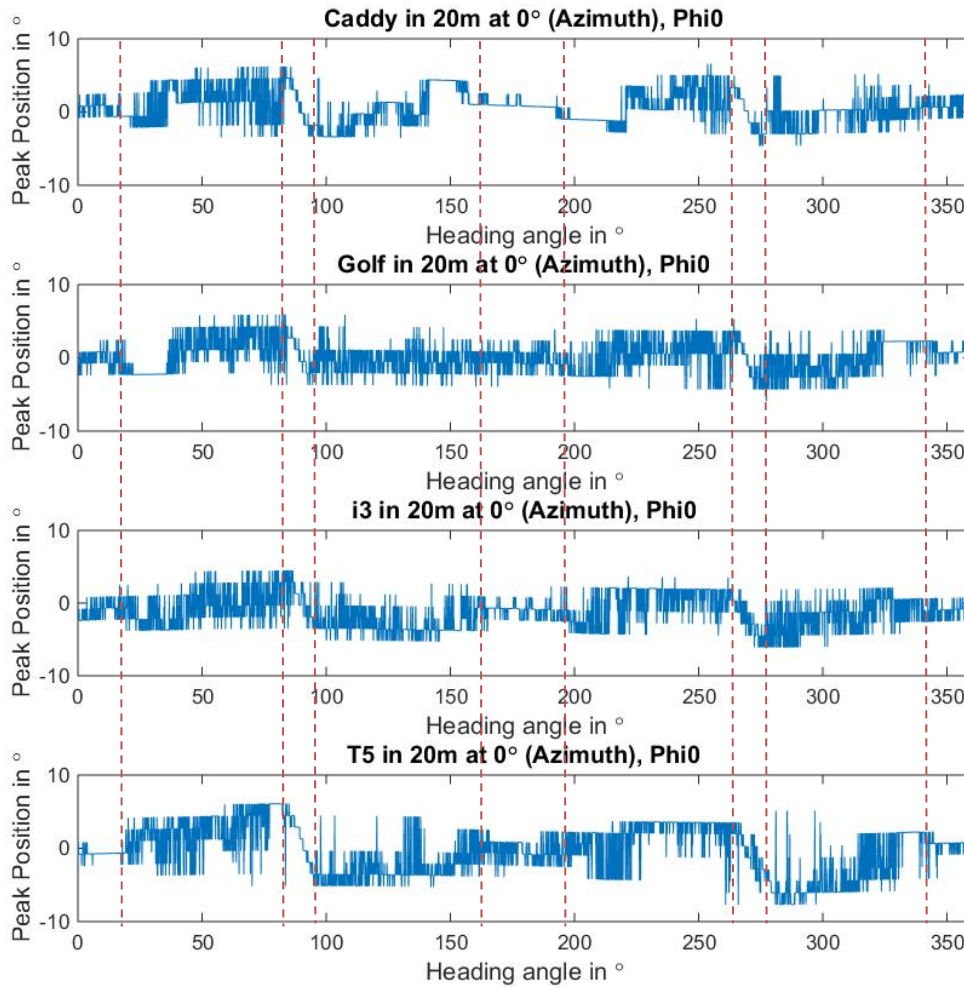 Caddy in 20m at 0° (Azimuth), Phi0
Peak Position in °
10
0
-10
0 50 100 150 200 250 300 350
Heading angle in °
Golf in 20m at 0° (Azimuth), Phi0
Peak Position in °
10
0
-10
0 50 100 150 200 250 300 350
Heading angle in °
i3 in 20m at 0° (Azimuth), Phi0
Peak Position in °
10
0
-10
0 50 100 150 200 250 300 350
Heading angle in °
T5 in 20m at 0° (Azimuth), Phi0
Peak Position in °
10
0
-10
0 50 100 150 200 250 300 350
Heading angle in °